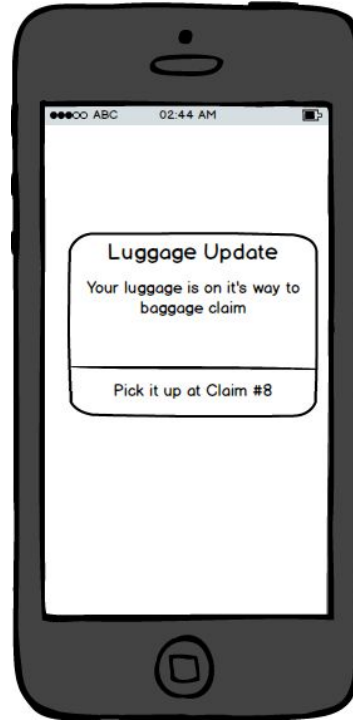 ABC 02:44 AM
Luggage Update
Your luggage is on it's way to
baggage claim
Pick it up at Claim #8